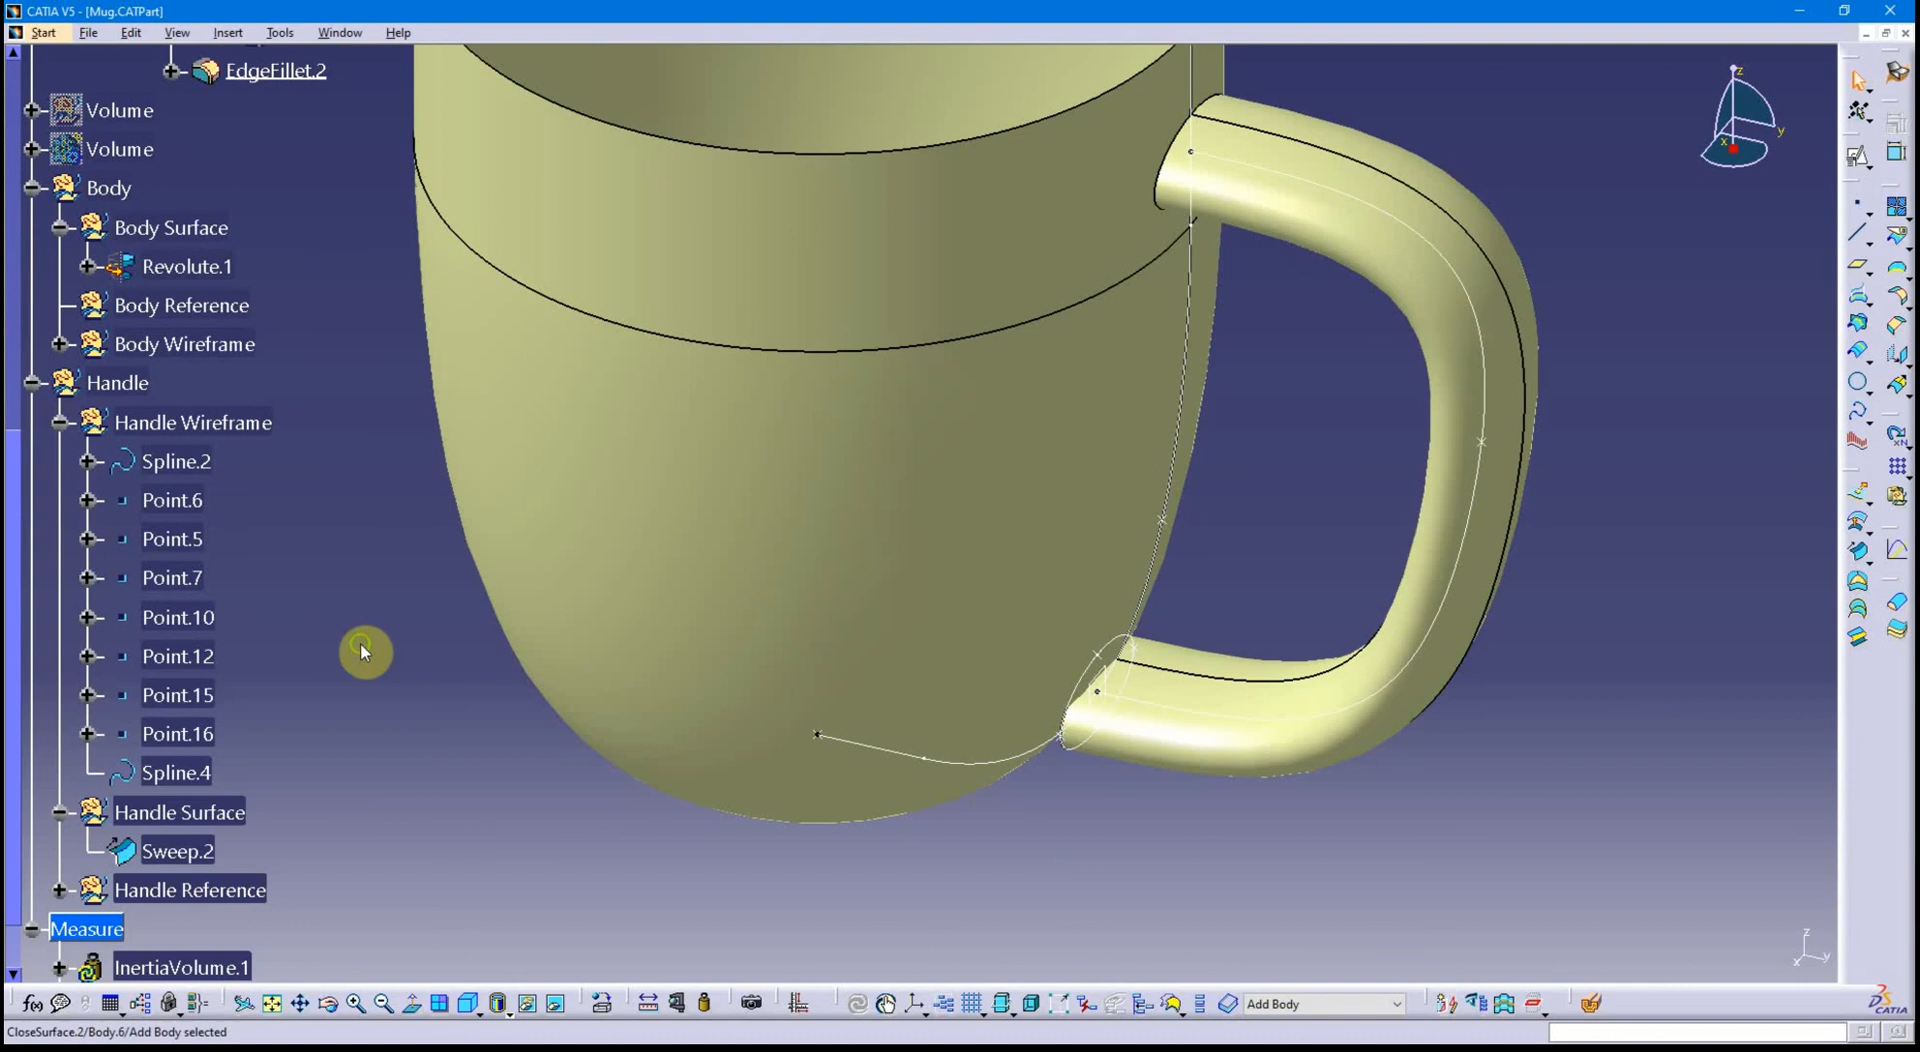 CATIA V5 - [Mug.CATPart]
Start File Edit View Insert Tools Window Help
EdgeFillet.2
Volume
Volume
Body
Body Surface
Revolute.1
Body Reference
Body Wireframe
Handle
Handle Wireframe
Spline.2
Point.6
Point.5
Point.7
Point.10
Point.12
Point.15
Point.16
Spline.4
Handle Surface
Sweep.2
Handle Reference
Measure
InertiaVolume.1
z
y
x
z
x y
f(x)
Add Body
CATIA
CloseSurface.2/Body.6/Add Body selected